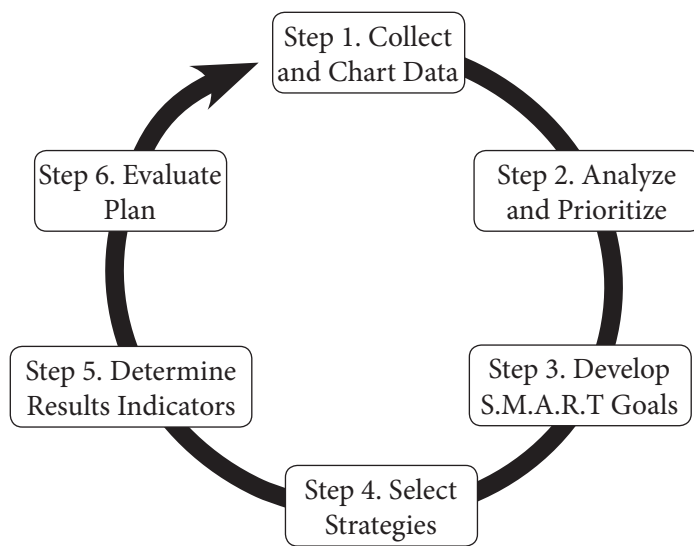 Step 1. Collect
and Chart Data
Step 2. Analyze
and Prioritize
Step 3. Develop
S.M.A.R.T Goals
Step 4. Select
Strategies
Step 5. Determine
Results Indicators
Step 6. Evaluate
Plan